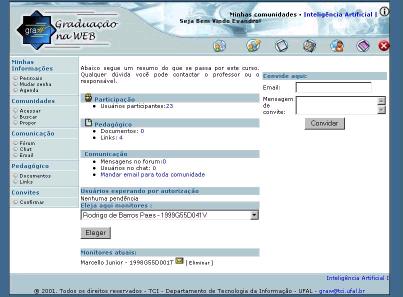 Graduação
na WEB
graw
Minhas comunidades - Inteligência Artificial |
Seja Bem Vindo Evandro!
Minhas
Informações
Pessoais
Mudar senha
Agenda
Comunidades
Acessar
Buscar
Propor
Comunicação
Fórum
Chat
Email
Pedagógico
Documentos
Links
Convites
Confirmar
Abaixo segue um resumo do que se passa por este curso.
Qualquer dúvida você pode contactar o professor ou o
responsável.
Participação
Usuários participantes:23
Pedagógico
Documentos: 0
Links: 4
Comunicação
Mensagens no forum:0
Usuários no chat: 0
Mandar email para toda comunidade
Usuários esperando por autorização
Nenhuma pendência
Eleja aqui monitores :
Rodrigo de Barros Paes - 1999G55D041V
Eleger
Monitores atuais:
Marcello Junior - 1998G55D001T [Eliminar]
Convide aqui:
Email:
Mensagem
de
convite:
Convidar
Inteligência Artificial |
@ 2001. Todos os direitos reservados - TCI - Departamento de Tecnologia da Informação - UFAL - graw@tci.ufal.br